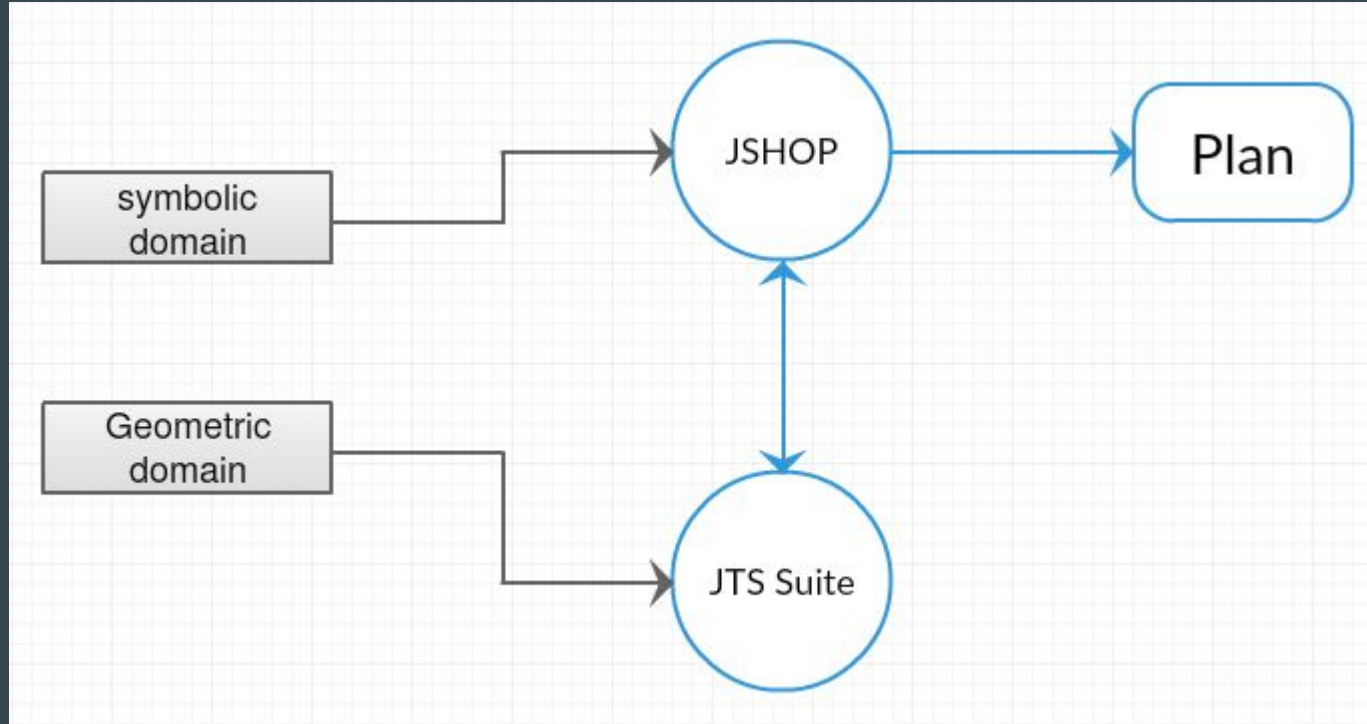 JSHOP
Plan
symbolic
domain
Geometric
domain
JTS Suite